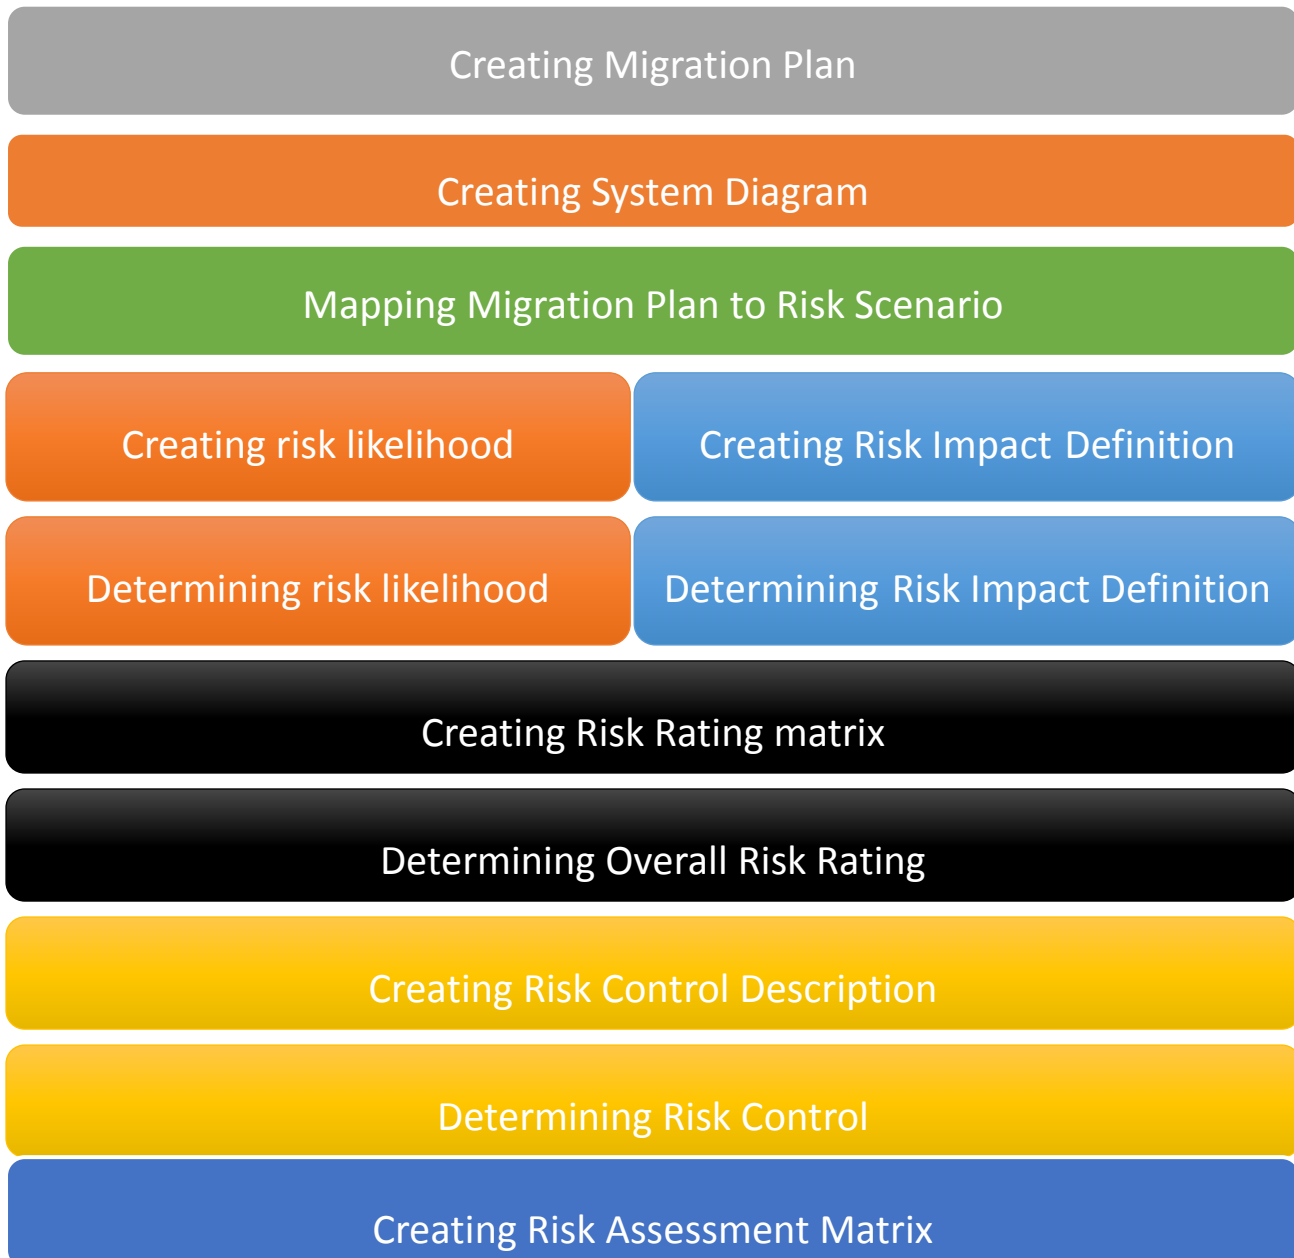 Creating Migration Plan
Creating System Diagram
Mapping Migration Plan to Risk Scenario
Creating risk likelihood
Creating Risk Impact Definition
Determining risk likelihood
Determining Risk Impact Definition
Creating Risk Rating matrix
Determining Overall Risk Rating
Creating Risk Control Description
Determining Risk Control
Creating Risk Assessment Matrix